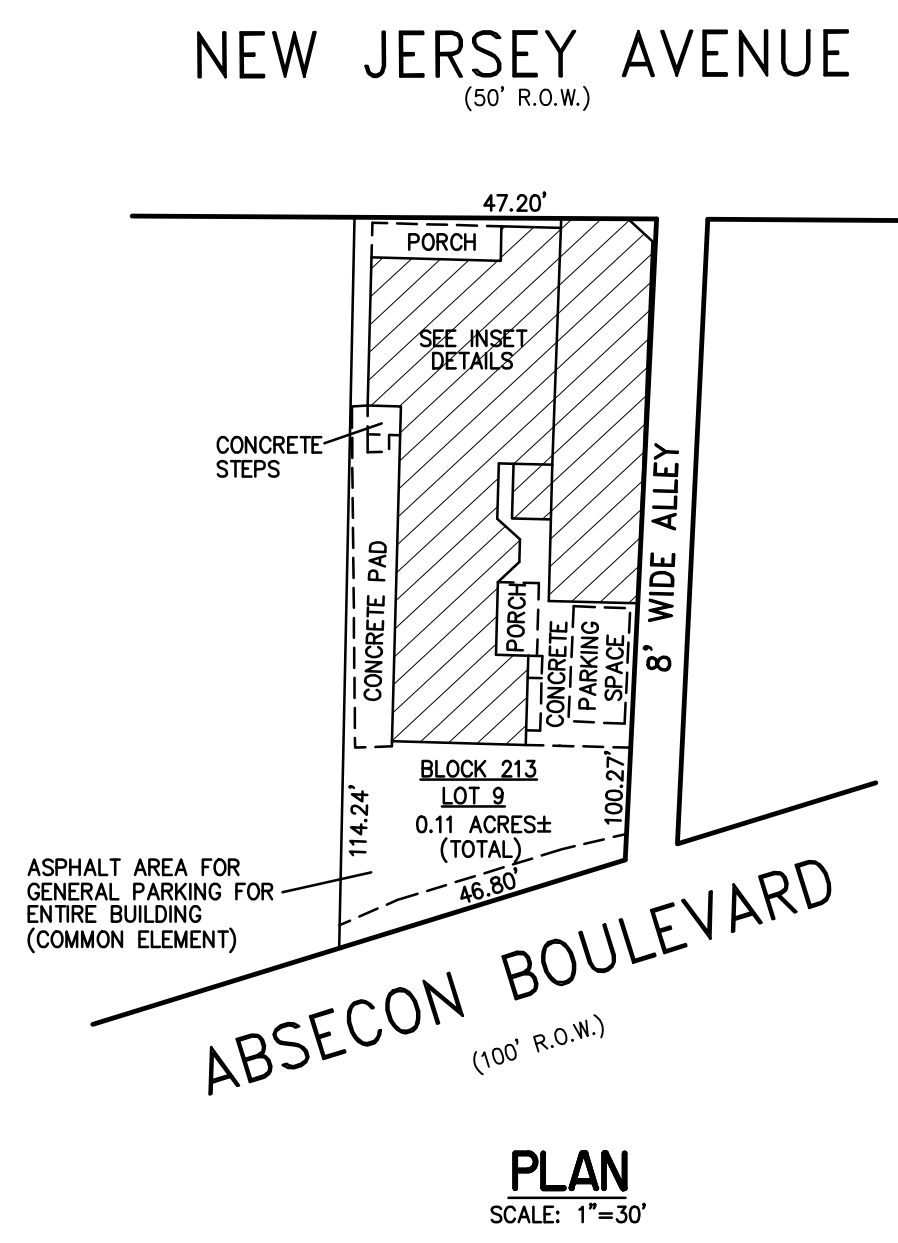 NEW JERSEY AVENUE
(50' R.O.W.)
47.20'
PORCH
SEE INSET
DETAILS
CONCRETE
STEPS
8' WIDE ALLEY
CONCRETE PAD
PORCH
CONCRETE
PARKING
SPACE
BLOCK 213
LOT 9
0.11 ACRES±
(TOTAL)
114.24'
100.27'
46.80'
ASPHALT AREA FOR
GENERAL PARKING FOR
ENTIRE BUILDING
(COMMON ELEMENT)
ABSECON BOULEVARD
(100' R.O.W.)
PLAN
SCALE: 1"=30'